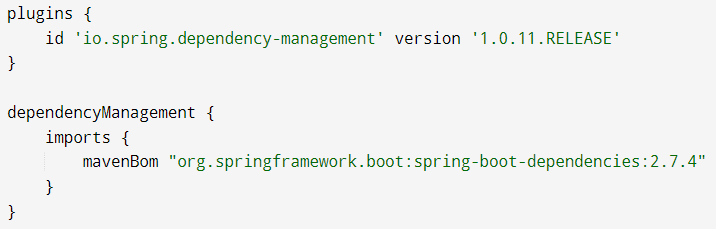 plugins {
    id 'io.spring.dependency-management' version '1.0.11.RELEASE'
}

dependencyManagement {
    imports {
        mavenBom "org.springframework.boot:spring-boot-dependencies:2.7.4"
    }
}